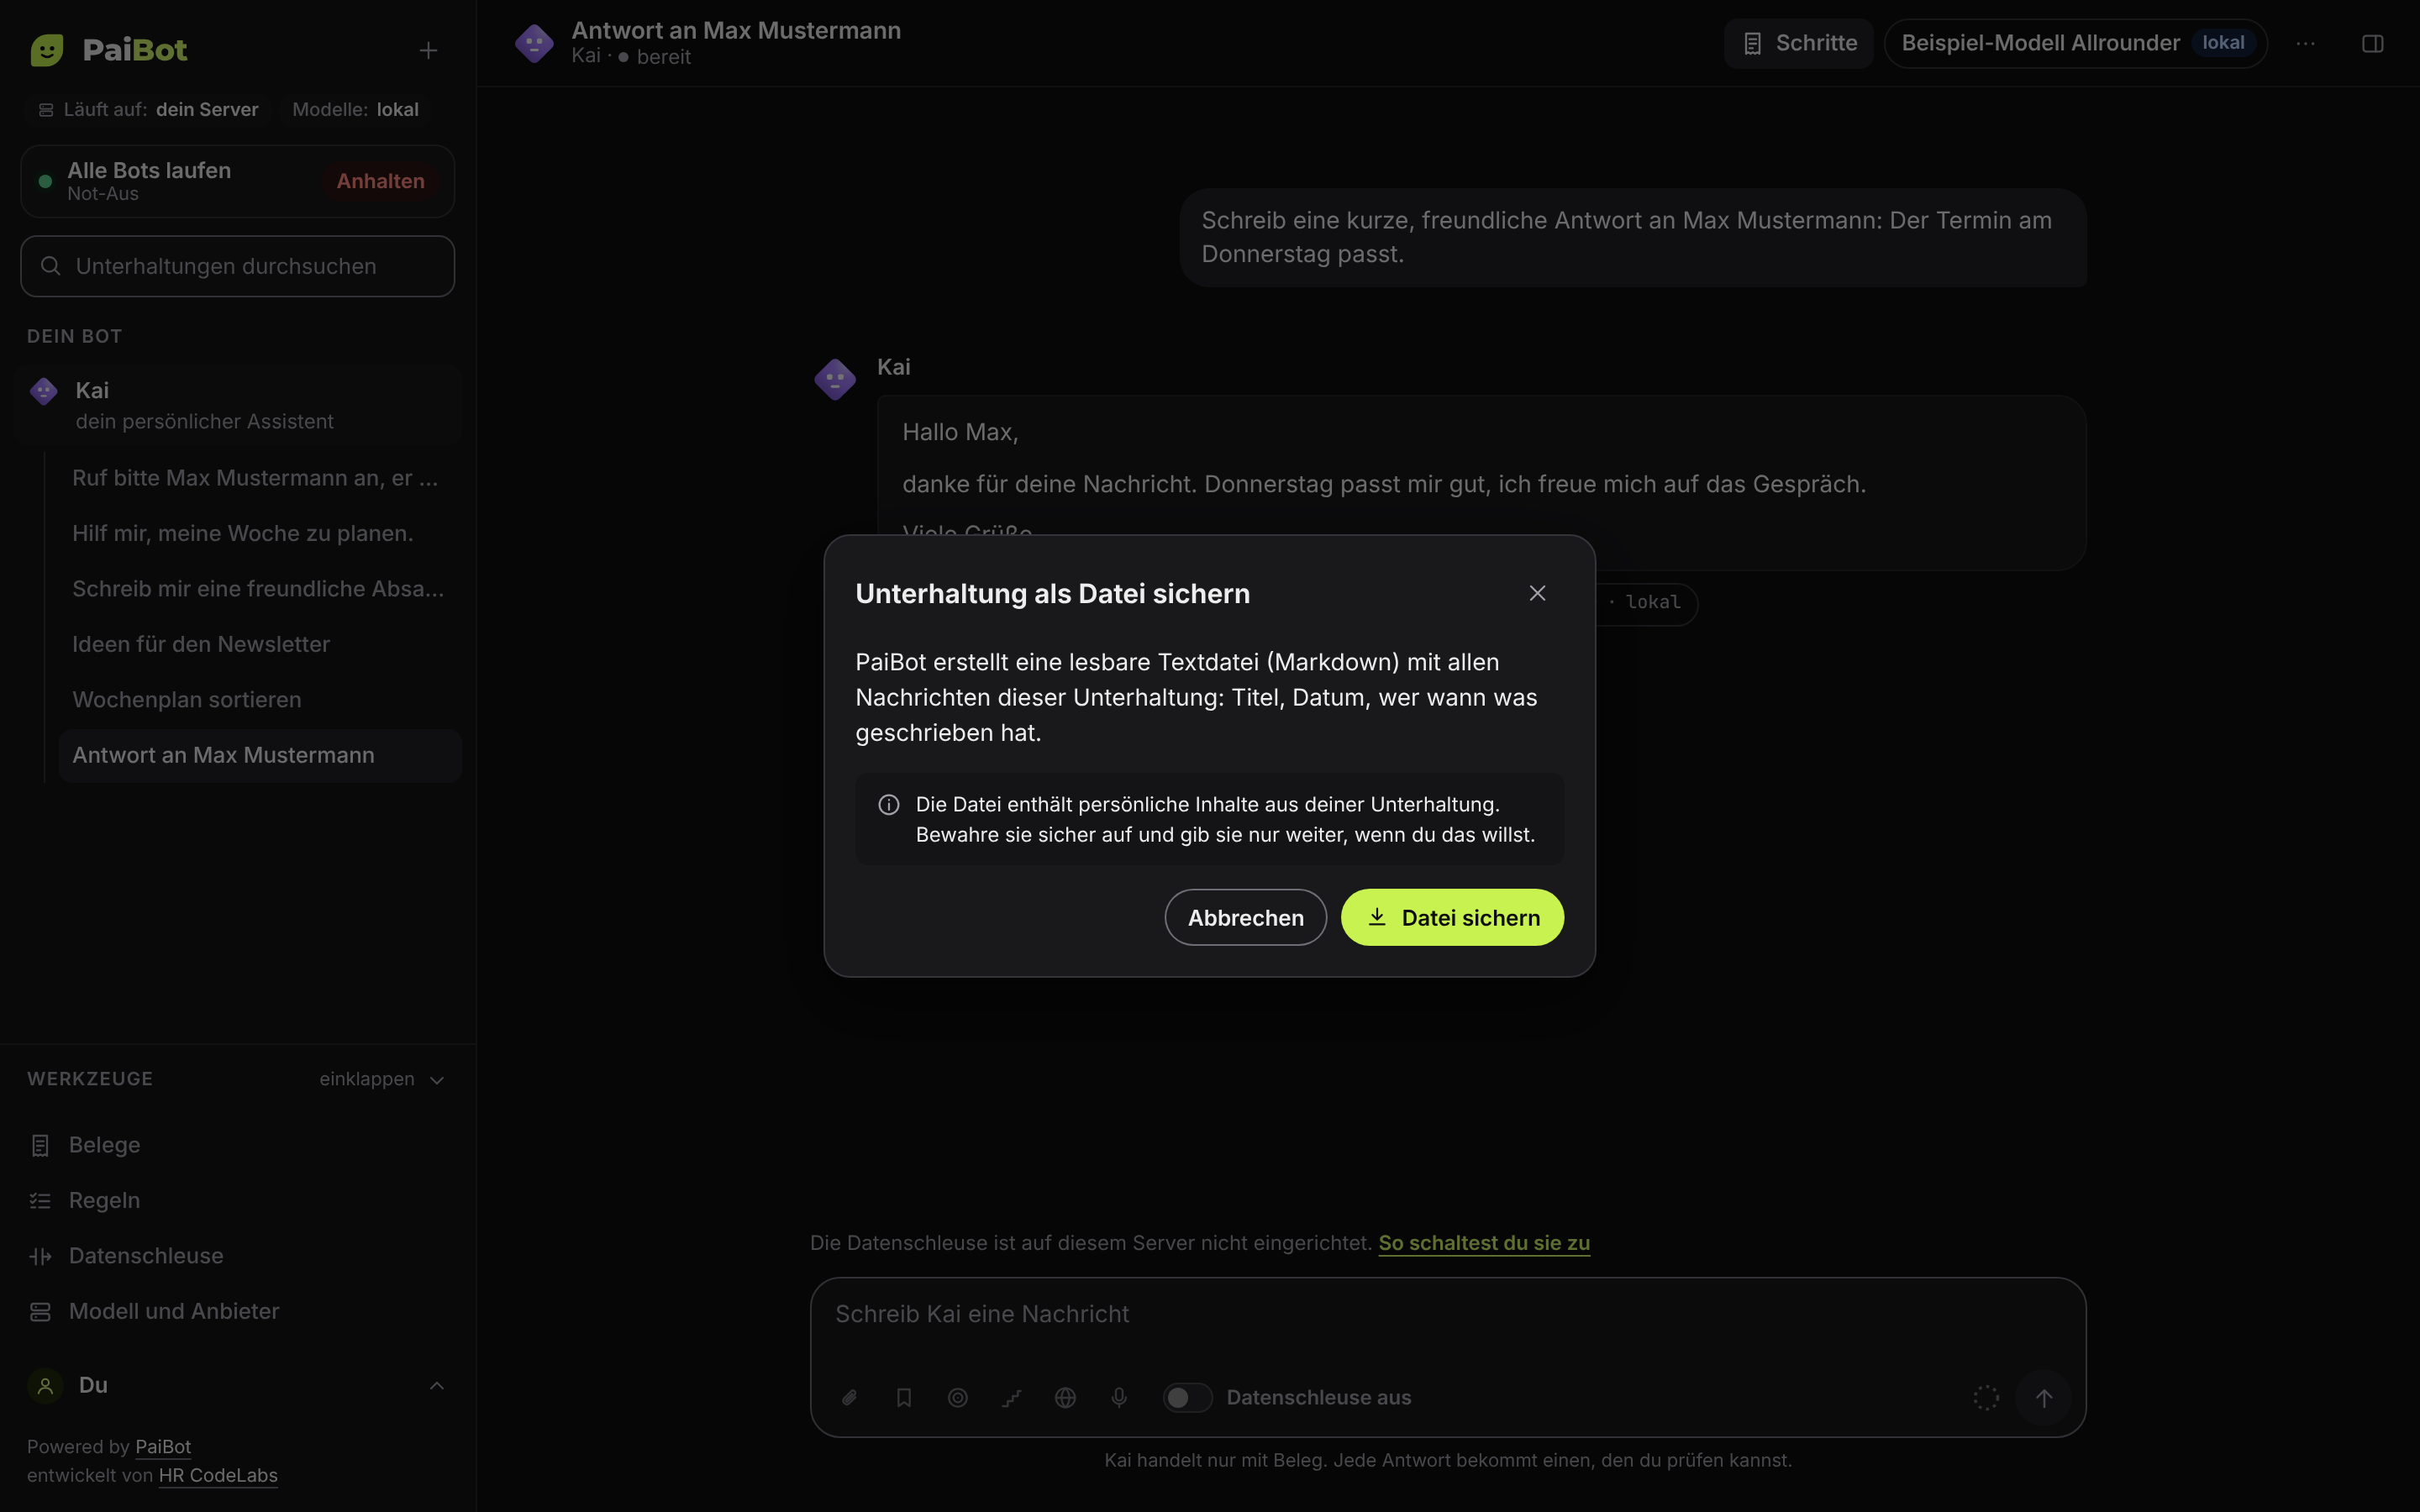 PaiBot
Läuft auf: dein Server Modelle: lokal
Alle Bots laufen
Not-Aus
Anhalten
Unterhaltungen durchsuchen
DEIN BOT
Kai
dein persönlicher Assistent
Ruf bitte Max Mustermann an, er ...
Hilf mir, meine Woche zu planen.
Schreib mir eine freundliche Absa...
Ideen für den Newsletter
Wochenplan sortieren
Antwort an Max Mustermann
WERKZEUGE einklappen
Belege
Regeln
Datenschleuse
Modell und Anbieter
Du
Powered by PaiBot
entwickelt von HR CodeLabs
Antwort an Max Mustermann
Kai · bereit
Schritte
Beispiel-Modell Allrounder lokal
Schreib eine kurze, freundliche Antwort an Max Mustermann: Der Termin am
Donnerstag passt.
Kai
Hallo Max,
danke für deine Nachricht. Donnerstag passt mir gut, ich freue mich auf das Gespräch.
Viele Grüße
· lokal
Unterhaltung als Datei sichern
PaiBot erstellt eine lesbare Textdatei (Markdown) mit allen
Nachrichten dieser Unterhaltung: Titel, Datum, wer wann was
geschrieben hat.
Die Datei enthält persönliche Inhalte aus deiner Unterhaltung.
Bewahre sie sicher auf und gib sie nur weiter, wenn du das willst.
Abbrechen
Datei sichern
Die Datenschleuse ist auf diesem Server nicht eingerichtet. So schaltest du sie zu
Schreib Kai eine Nachricht
Datenschleuse aus
Kai handelt nur mit Beleg. Jede Antwort bekommt einen, den du prüfen kannst.